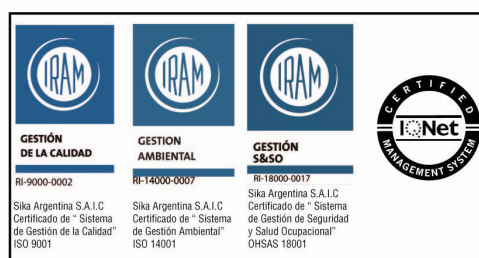 IRAM
GESTIÓN
DE LA CALIDAD
RI-9000-0002
Sika Argentina S.A.I.C
Certificado de “ Sistema
de Gestión de la Calidad”
ISO 9001
IRAM
GESTION
AMBIENTAL
RI-14000-0007
Sika Argentina S.A.I.C
Certificado de “ Sistema
de Gestión Ambiental”
ISO 14001
IRAM
GESTIÓN
S&SO
RI-18000-0017
Sika Argentina S.A.I.C
Certificado de “ Sistema
de Gestión de Seguridad
y Salud Ocupacional”
OHSAS 18001
CERTIFIED
IQNet
MANAGEMENT SYSTEM